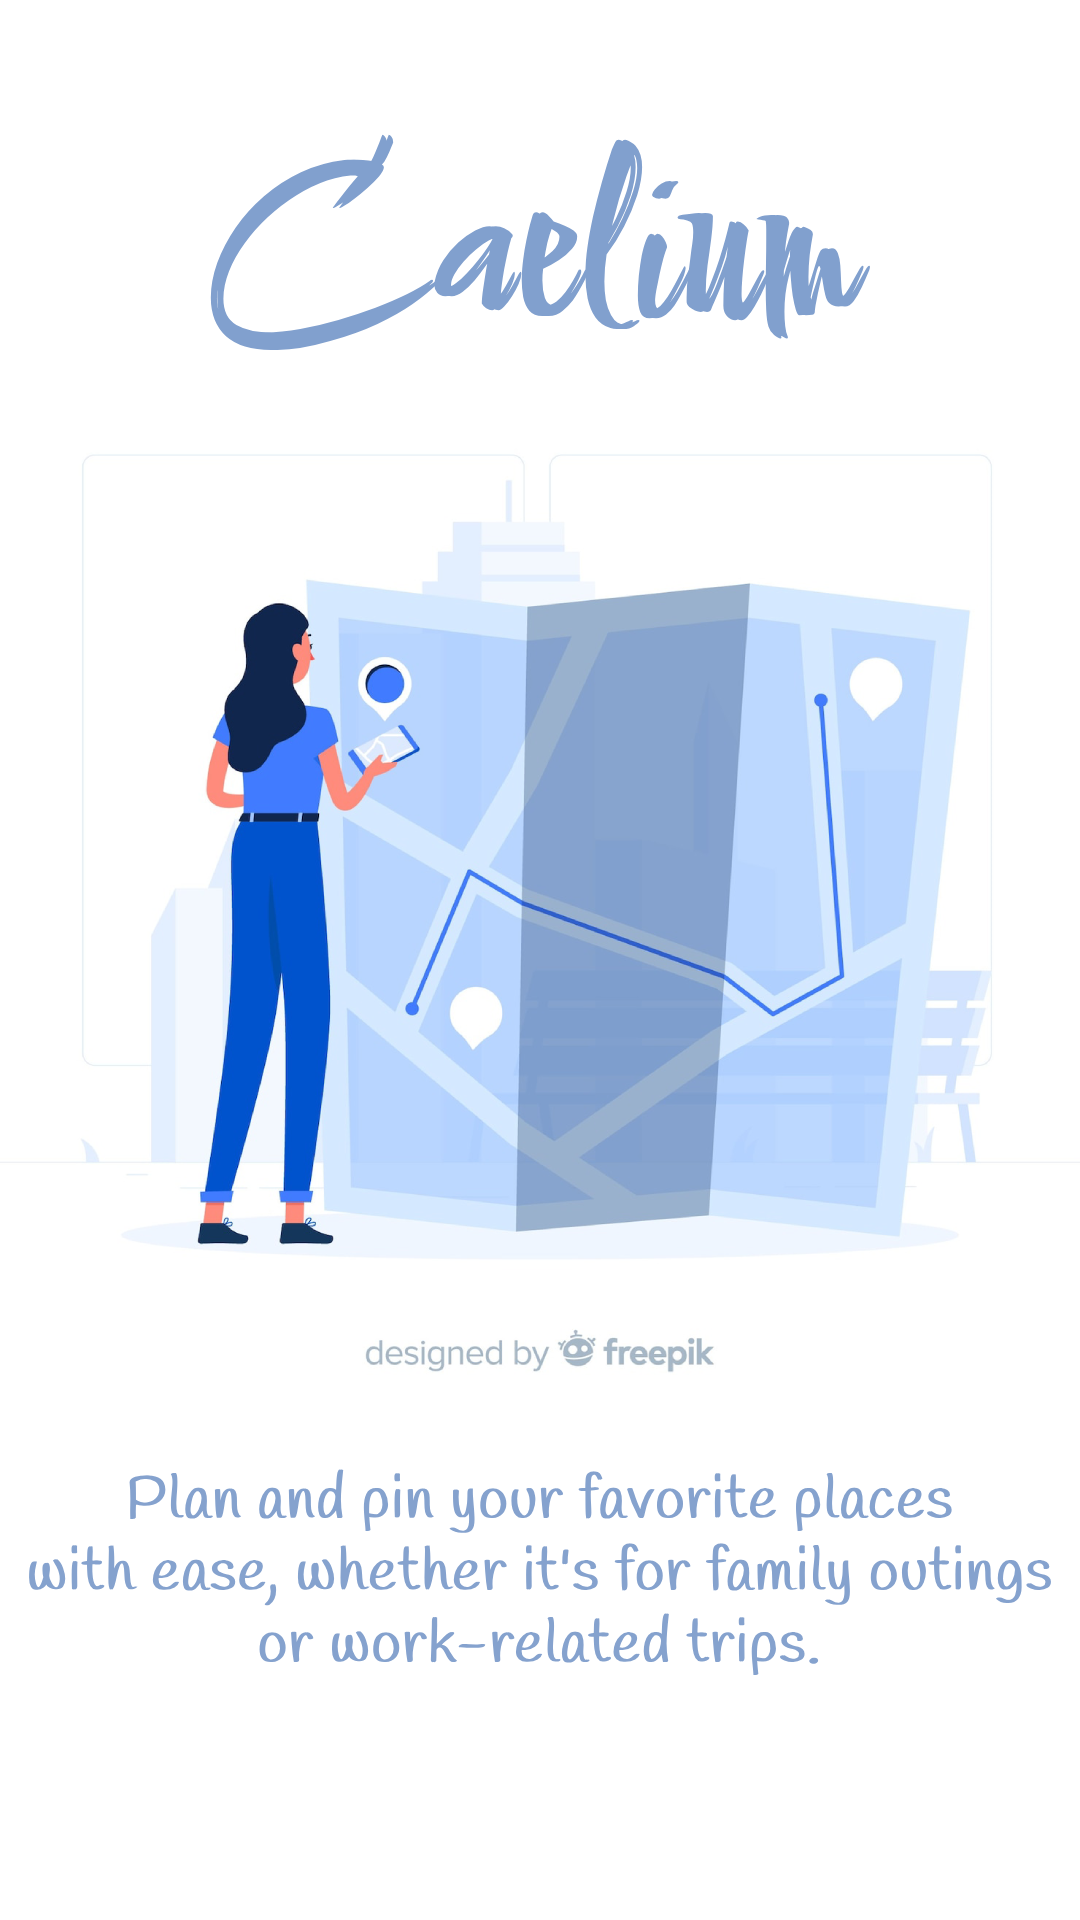 Caelium
designed by freepik
Plan and pin your favorite places
with ease, whether it's for family outings
or work-related trips.